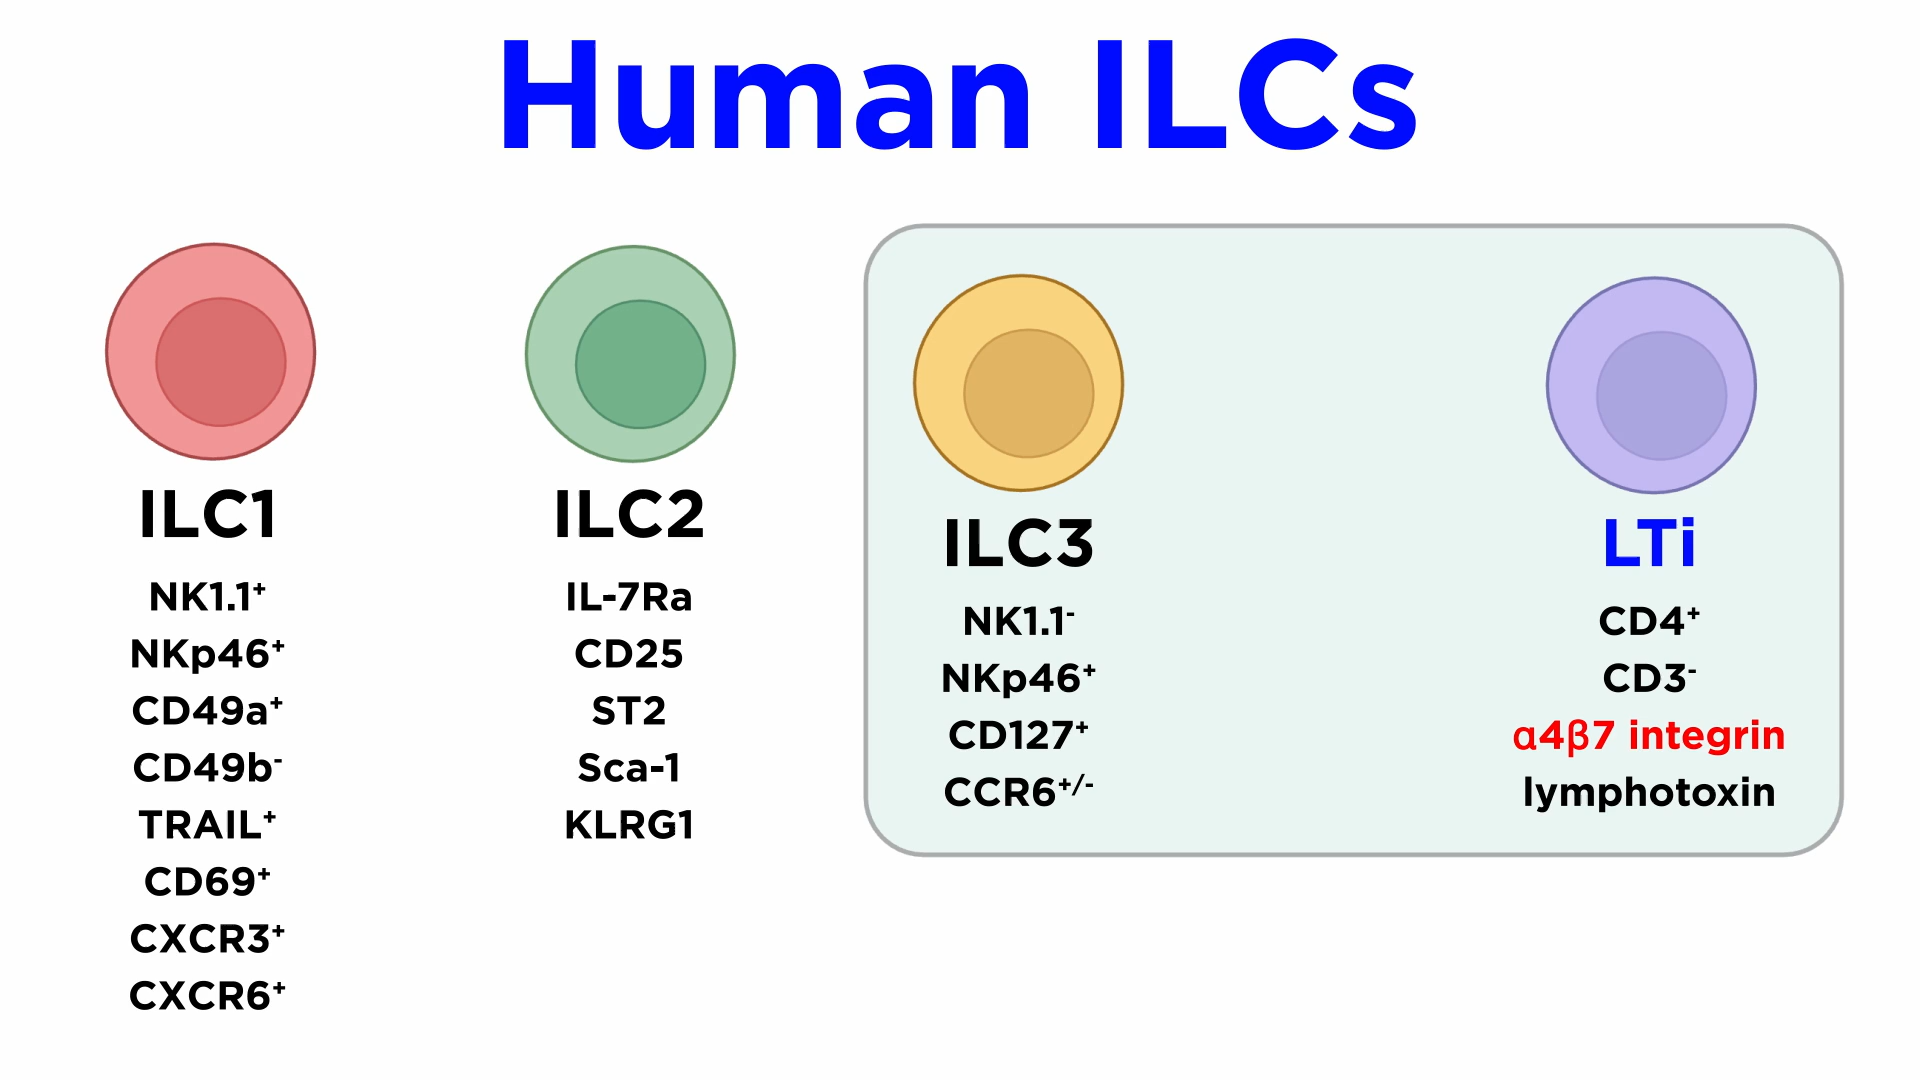 Human ILCs
ILC1
NK1.1⁺
NKp46⁺
CD49a⁺
CD49b⁻
TRAIL⁺
CD69⁺
CXCR3⁺
CXCR6⁺
ILC2
IL-7Ra
CD25
ST2
Sca-1
KLRG1
ILC3
NK1.1⁻
NKp46⁺
CD127⁺
CCR6⁺/⁻
LTi
CD4⁺
CD3⁻
α4β7 integrin
lymphotoxin